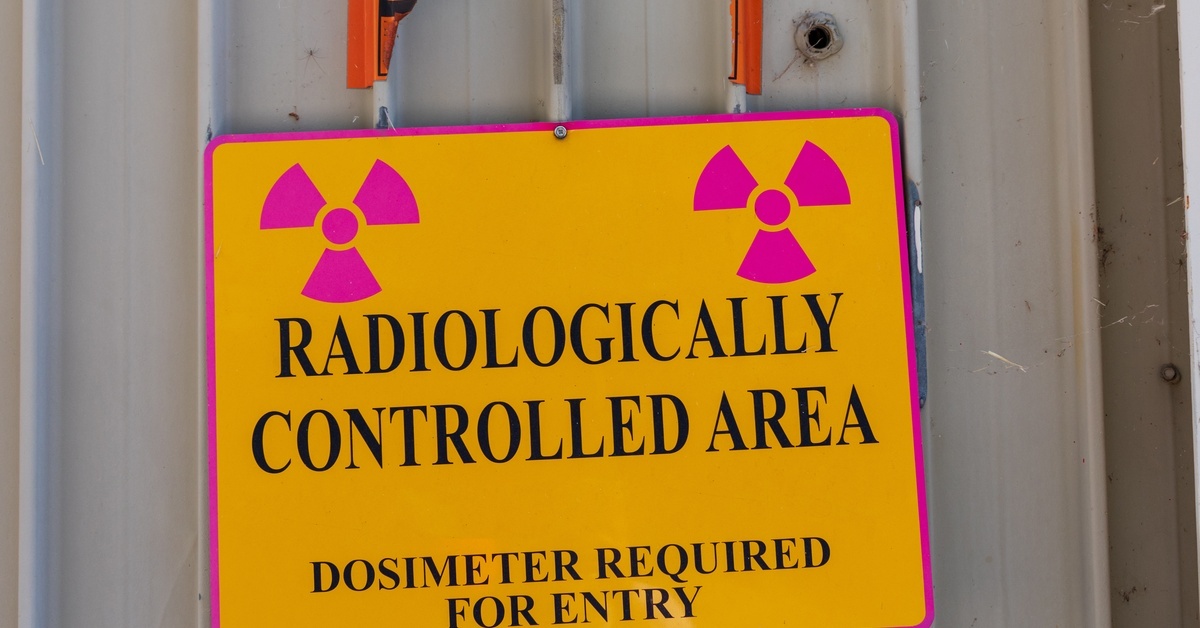 RADIOLOGICALLY
CONTROLLED AREA
DOSIMETER REQUIRED
FOR ENTRY